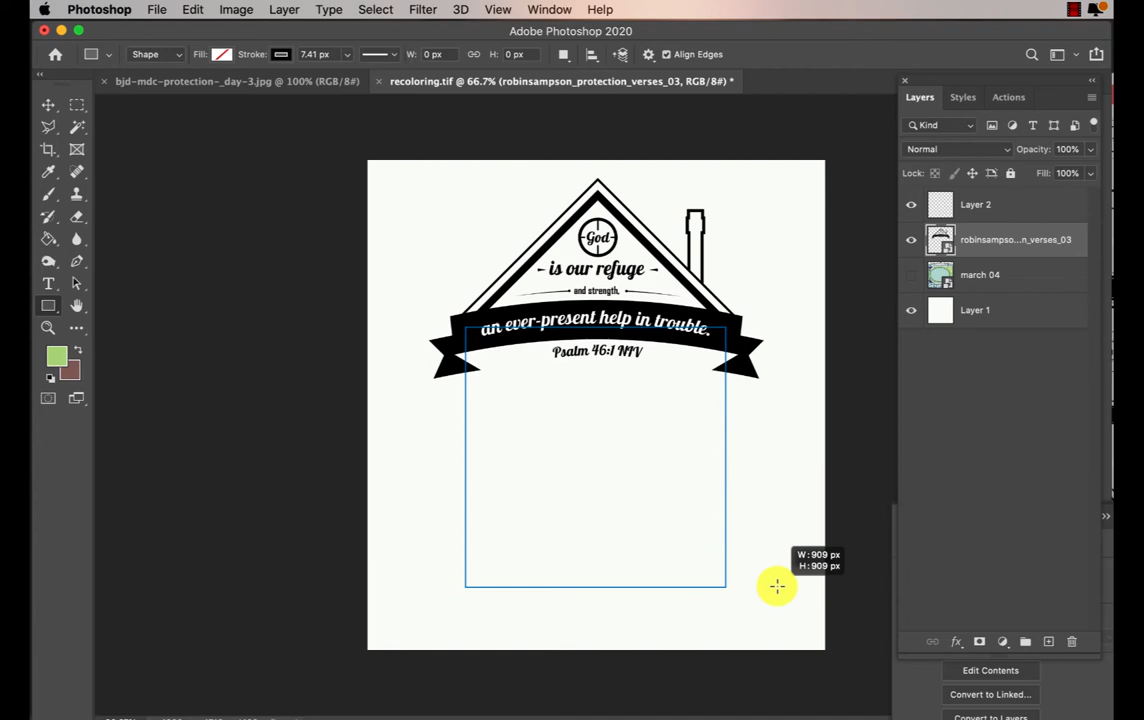 Photoshop File Edit Image Layer Type Select Filter 3D View Window Help
Adobe Photoshop 2020
Shape Fill: Stroke: 7.41 px W: 0 px H: 0 px Align Edges
bjd-mdc-protection-_day-3.jpg @ 100% (RGB/8#) recoloring.tif @ 66.7% (robinsampson_protection_verses_03, RGB/8#) *
Layers Styles Actions
Kind
Normal Opacity: 100%
Lock: Fill: 100%
Layer 2
robinsampso...n_verses_03
march 04
Layer 1
God
is our refuge
and strength,
an ever-present help in trouble.
Psalm 46:1 NIV
W: 909 px
H: 909 px
Edit Contents
Convert to Linked...
Convert to Layers